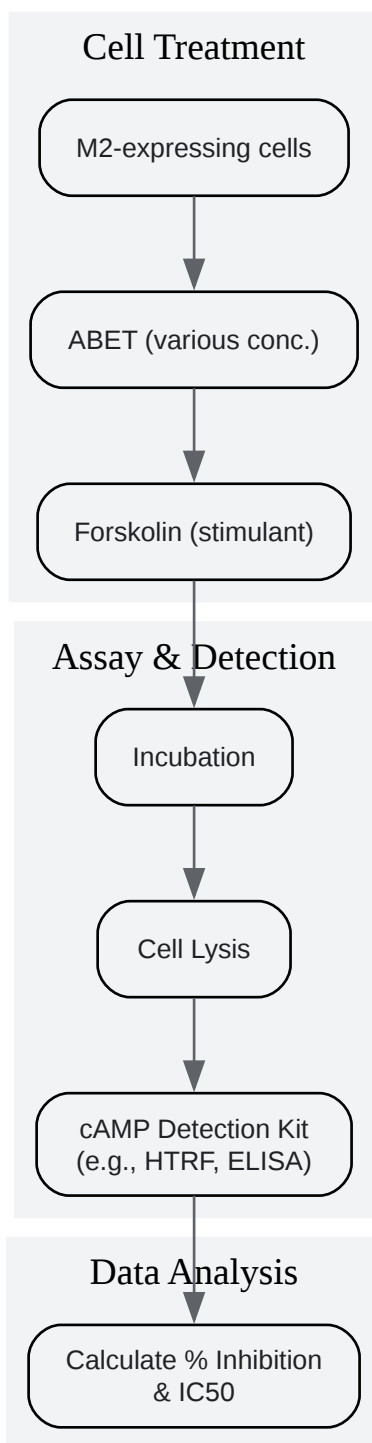 Cell Treatment
M2-expressing cells
ABET (various conc.)
Forskolin (stimulant)
Assay & Detection
Incubation
Cell Lysis
cAMP Detection Kit
(e.g., HTRF, ELISA)
Data Analysis
Calculate % Inhibition
& IC50